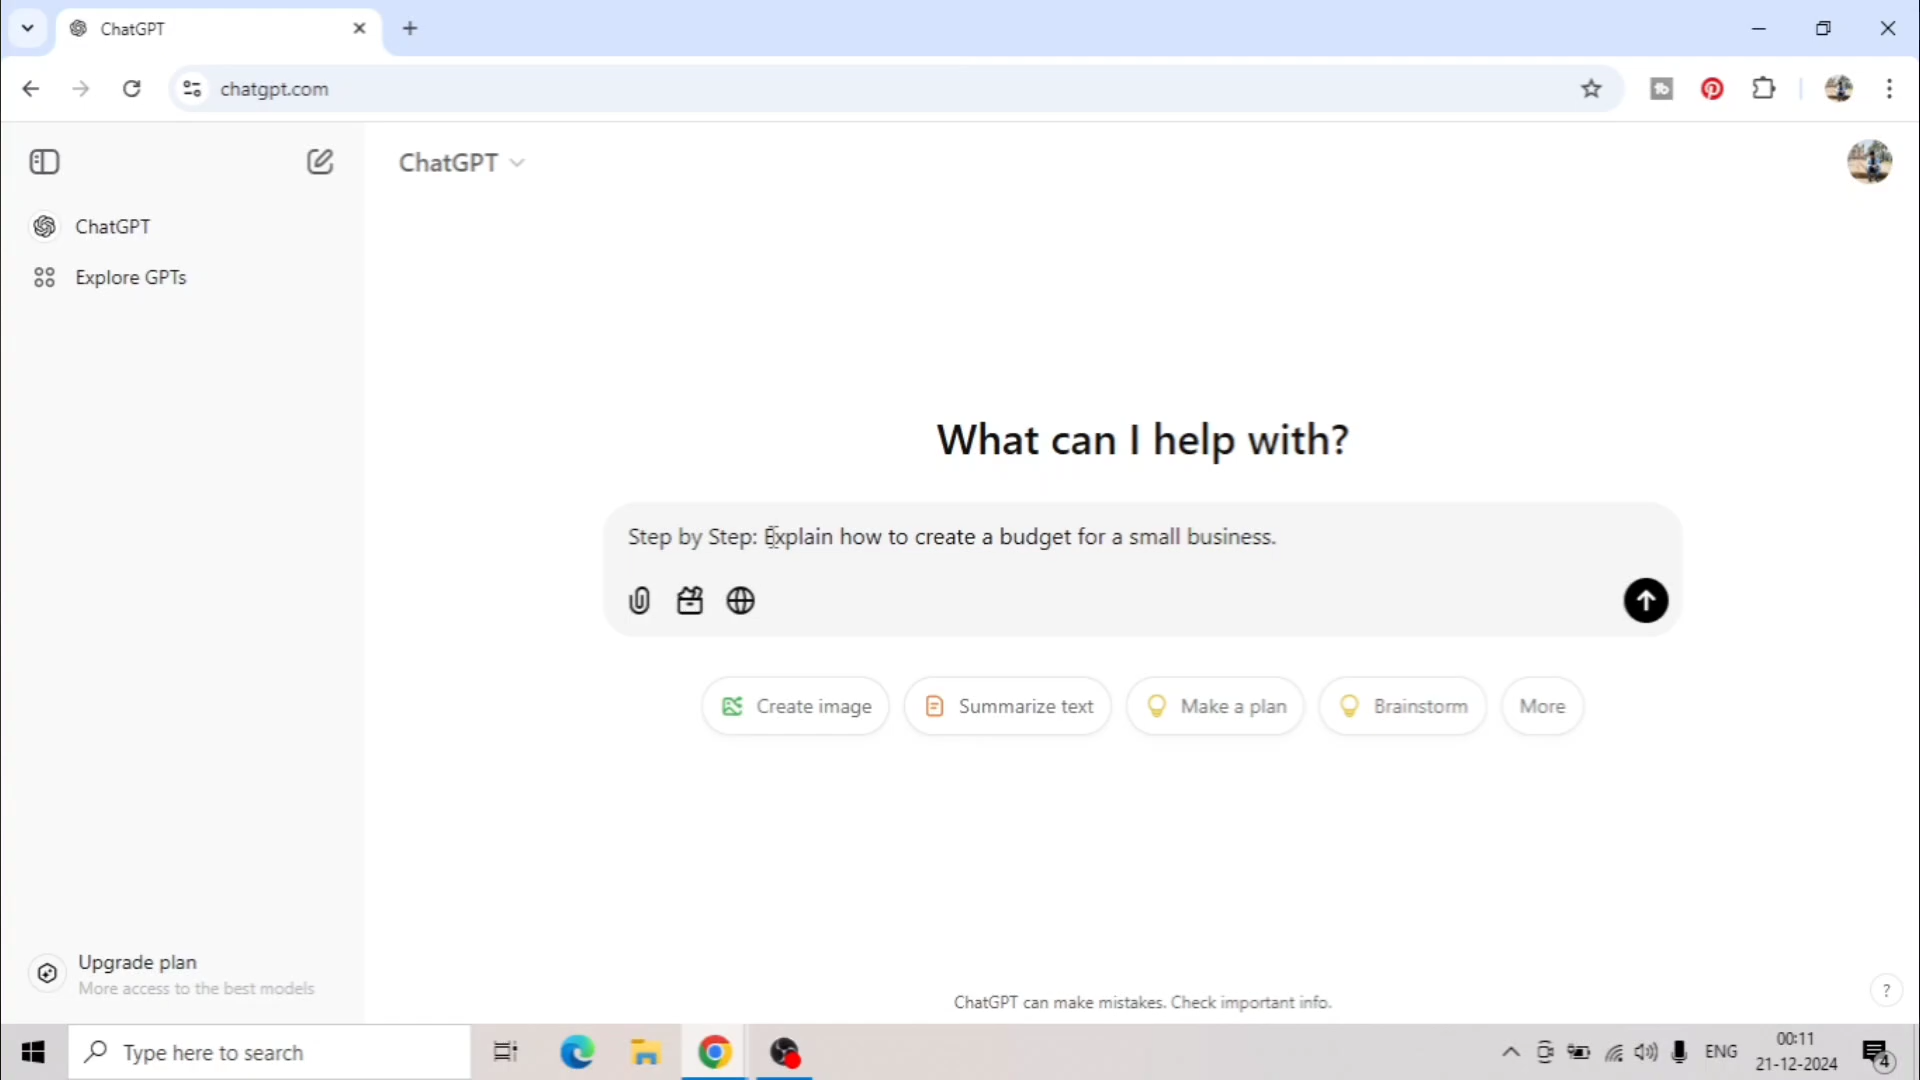 ChatGPT
chatgpt.com
ChatGPT
ChatGPT
Explore GPTs
What can I help with?
Step by Step: Explain how to create a budget for a small business.
Create image
Summarize text
Make a plan
Brainstorm
More
Upgrade plan
More access to the best models
ChatGPT can make mistakes. Check important info.
?
Type here to search
ENG
00:11
21-12-2024
4